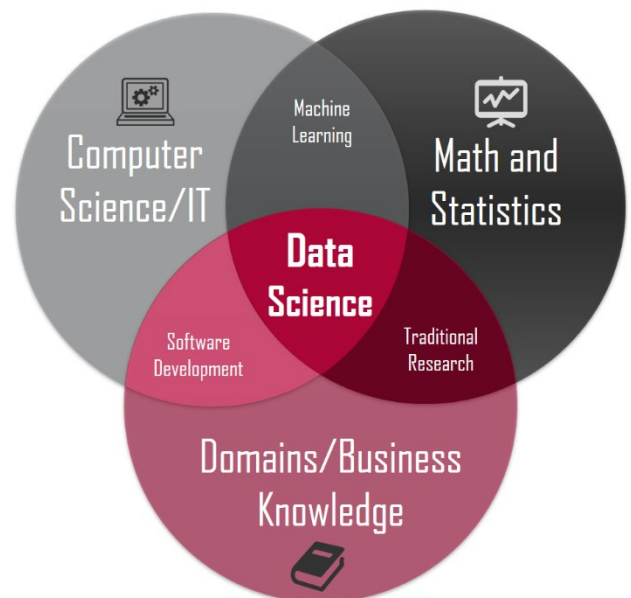 Machine
Learning
Computer
Science/IT
Math and
Statistics
Data
Science
Software
Development
Traditional
Research
Domains/Business
Knowledge